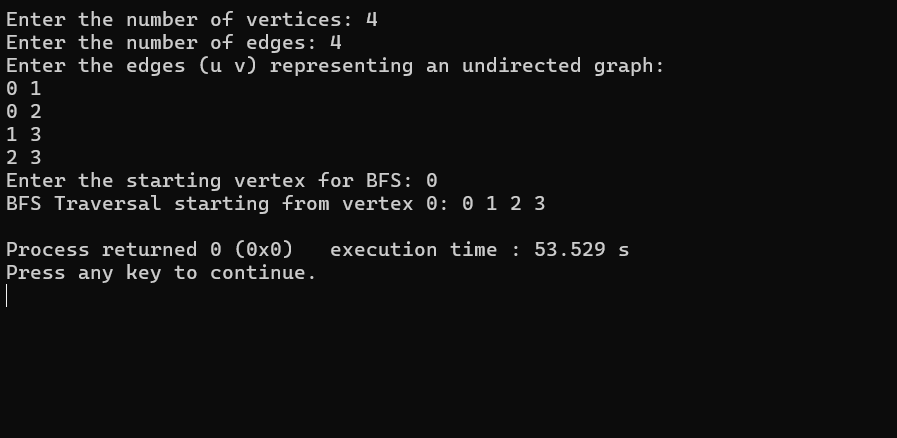 Enter the number of vertices: 4
Enter the number of edges: 4
Enter the edges (u v) representing an undirected graph:
0 1
0 2
1 3
2 3
Enter the starting vertex for BFS: 0
BFS Traversal starting from vertex 0: 0 1 2 3
Process returned 0 (0x0)   execution time : 53.529 s
Press any key to continue.